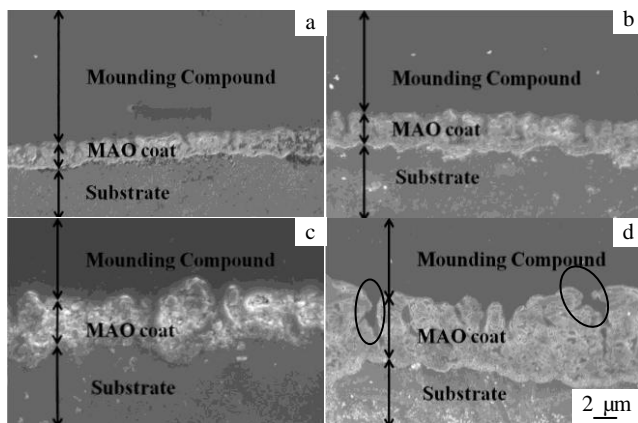 a
Mounding Compound
MAO coat
Substrate
b
Mounding Compound
MAO coat
Substrate
c
Mounding Compound
MAO coat
Substrate
d
Mounding Compound
MAO coat
Substrate
2 μm